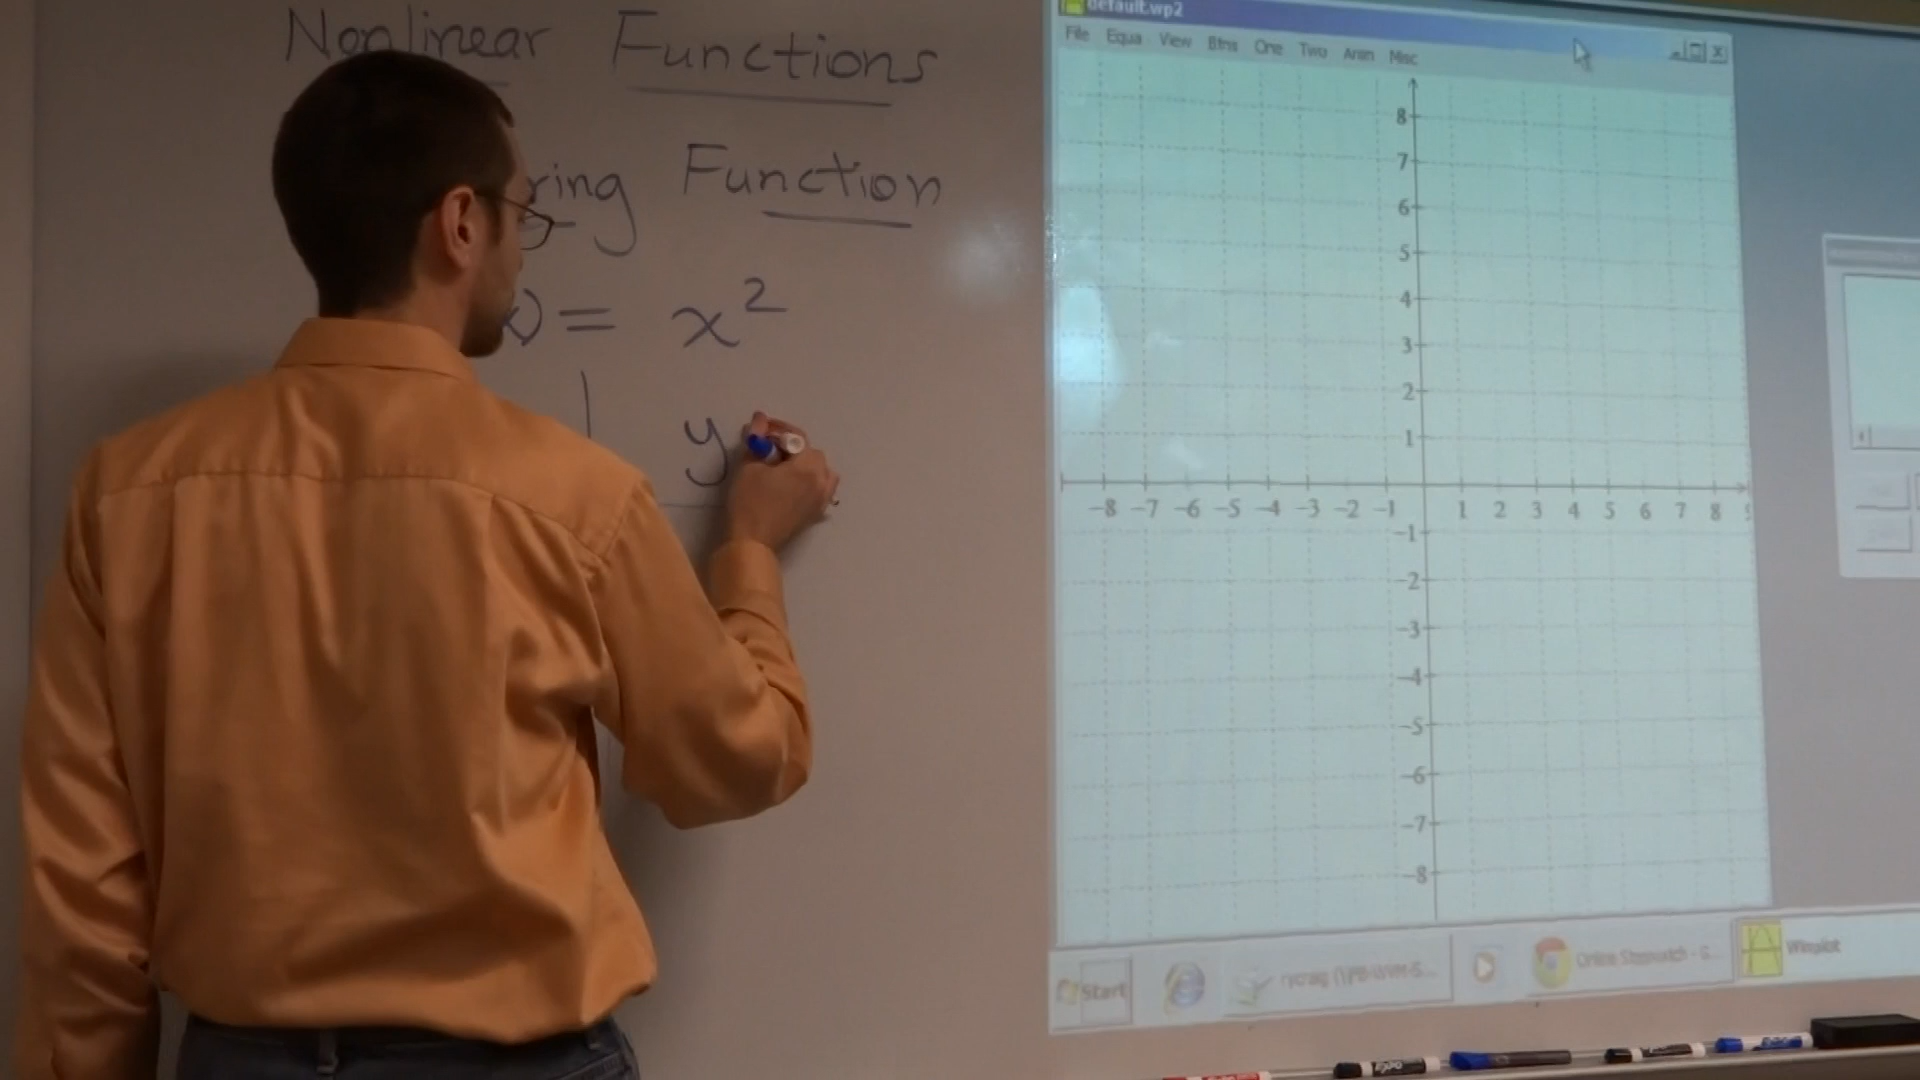 Nonlinear Functions
ring Function
x) = x²
y
default.wp2
File Equa View Btns One Two Anim Misc
8
7
6
5
4
3
2
1
-8 -7 -6 -5 -4 -3 -2 -1 1 2 3 4 5 6 7 8
-1
-2
-3
-4
-5
-6
-7
-8
Start
Online Stopwatch - G...
Winplot
EXPO